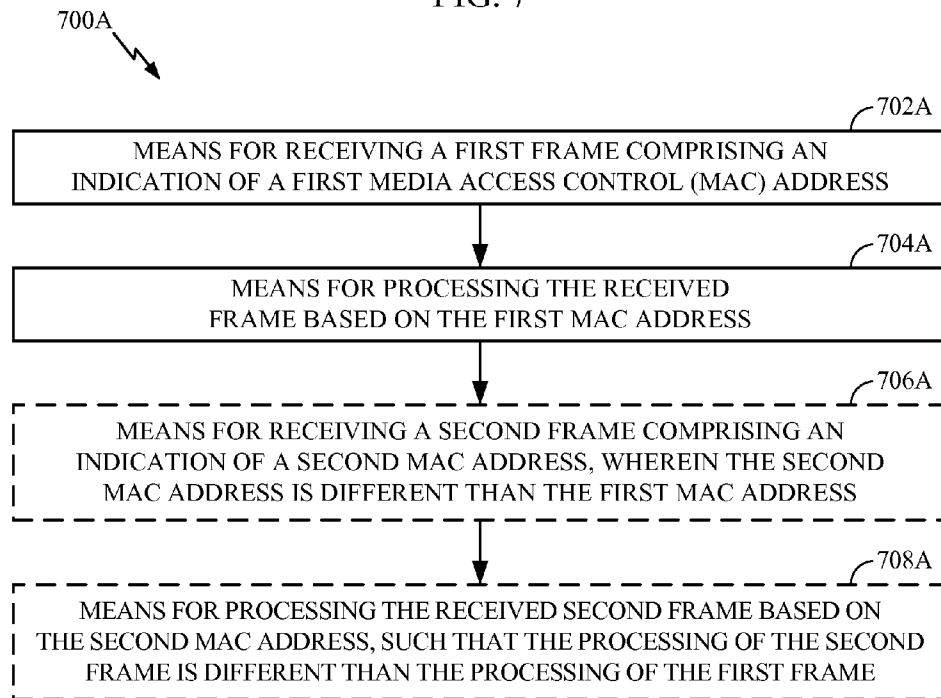 FIG. 7
700A
702A
MEANS FOR RECEIVING A FIRST FRAME COMPRISING AN
INDICATION OF A FIRST MEDIA ACCESS CONTROL (MAC) ADDRESS
704A
MEANS FOR PROCESSING THE RECEIVED
FRAME BASED ON THE FIRST MAC ADDRESS
706A
MEANS FOR RECEIVING A SECOND FRAME COMPRISING AN
INDICATION OF A SECOND MAC ADDRESS, WHEREIN THE SECOND
MAC ADDRESS IS DIFFERENT THAN THE FIRST MAC ADDRESS
708A
MEANS FOR PROCESSING THE RECEIVED SECOND FRAME BASED ON
THE SECOND MAC ADDRESS, SUCH THAT THE PROCESSING OF THE SECOND
FRAME IS DIFFERENT THAN THE PROCESSING OF THE FIRST FRAME